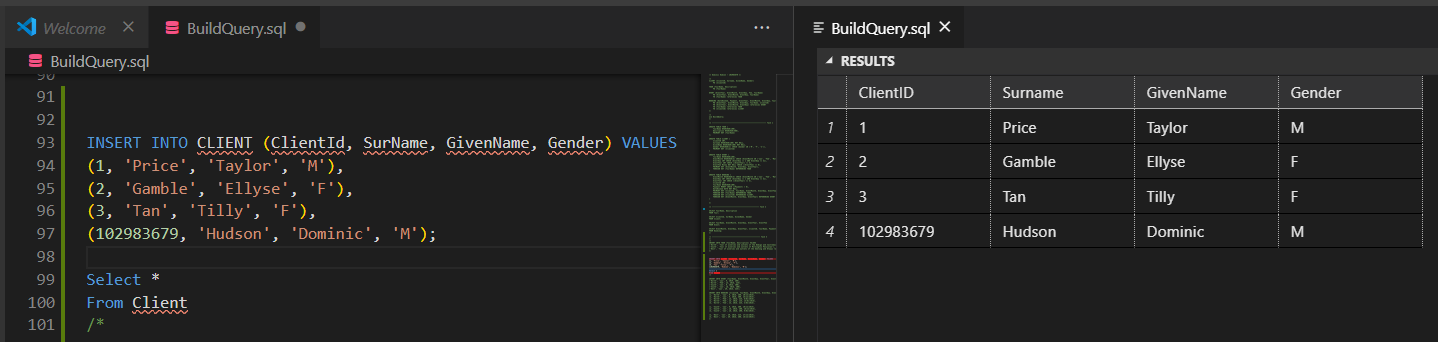 Welcome
BuildQuery.sql
BuildQuery.sql
91
92
93 INSERT INTO CLIENT (ClientId, SurName, GivenName, Gender) VALUES
94 (1, 'Price', 'Taylor', 'M'),
95 (2, 'Gamble', 'Ellyse', 'F'),
96 (3, 'Tan', 'Tilly', 'F'),
97 (102983679, 'Hudson', 'Dominic', 'M');
98
99 Select *
100 From Client
101 /*
BuildQuery.sql
RESULTS
ClientID Surname GivenName Gender
1 1 Price Taylor M
2 2 Gamble Ellyse F
3 3 Tan Tilly F
4 102983679 Hudson Dominic M